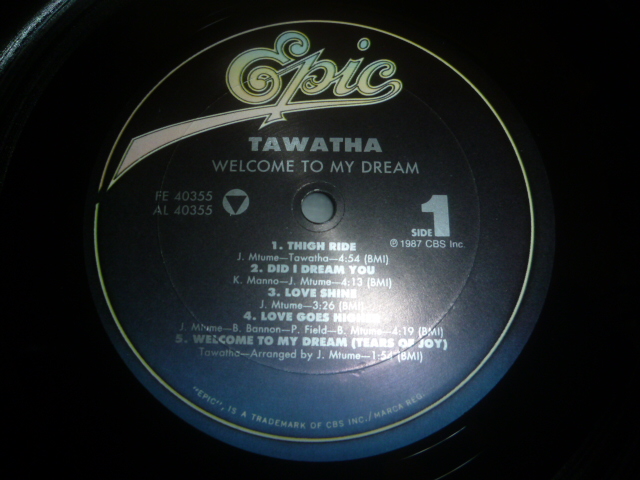 Epic
TAWATHA
WELCOME TO MY DREAM
FE 40355
AL 40355
SIDE 1
℗ 1987 CBS Inc.
1. THIGH RIDE
J. Mtume—Tawatha—4:54 (BMI)
2. DID I DREAM YOU
K. Manno—J. Mtume—4:13 (BMI)
3. LOVE SHINE
J. Mtume—3:26 (BMI)
4. LOVE GOES HIGHER
J. Mtume—B. Bannon—P. Field—B. Mtume—4:19 (BMI)
5. WELCOME TO MY DREAM (TEARS OF JOY)
Tawatha—Arranged by J. Mtume—1:54 (BMI)
"EPIC", IS A TRADEMARK OF CBS INC./MARCA REG.